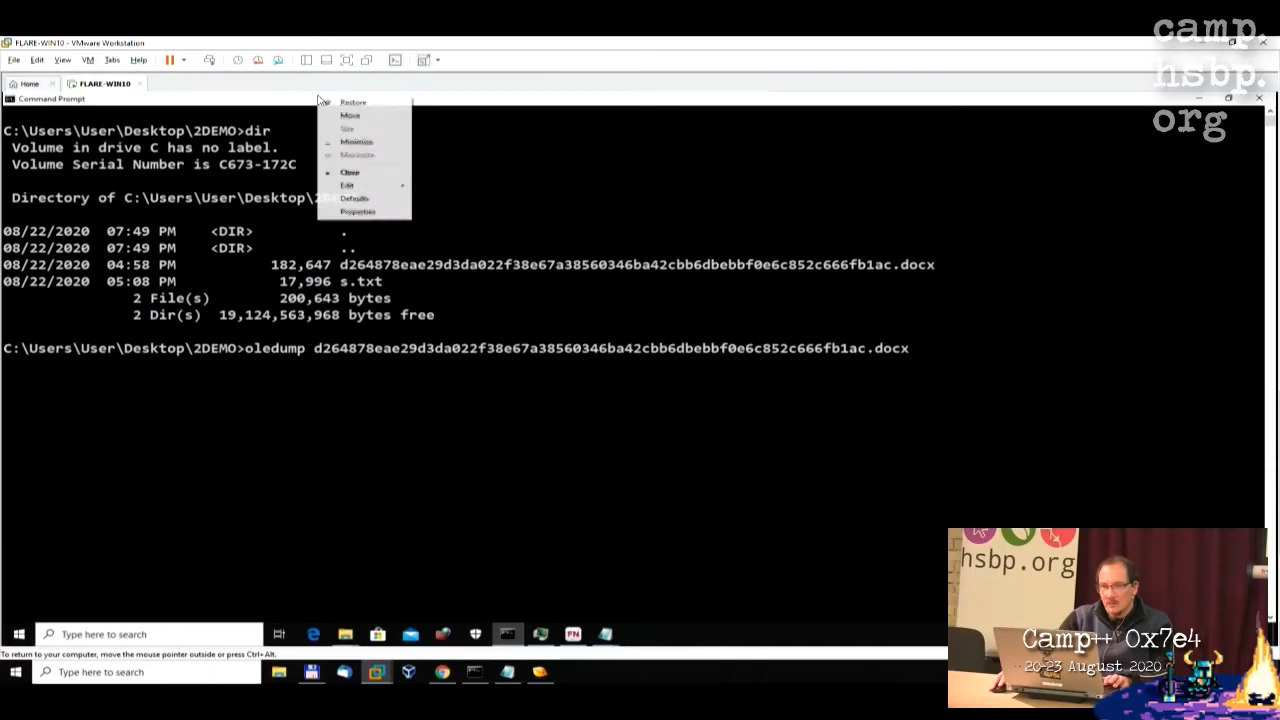 camp.
hsbp.
org
FLARE-WIN10 - VMware Workstation
File Edit View VM Tabs Help
Home FLARE-WIN10
Command Prompt
Restore
Move
Size
Minimize
Maximize
Close
Edit
Defaults
Properties
C:\Users\User\Desktop\2DEMO>dir
Volume in drive C has no label.
Volume Serial Number is C673-172C
Directory of C:\Users\User\Desktop\2
08/22/2020 07:49 PM <DIR> .
08/22/2020 07:49 PM <DIR> ..
08/22/2020 04:58 PM 182,647 d264878eae29d3da022f38e67a38560346ba42cbb6dbebbf0e6c852c666fb1ac.docx
08/22/2020 05:08 PM 17,996 s.txt
2 File(s) 200,643 bytes
2 Dir(s) 19,124,563,968 bytes free
C:\Users\User\Desktop\2DEMO>oledump d264878eae29d3da022f38e67a38560346ba42cbb6dbebbf0e6c852c666fb1ac.docx
hsbp.org
Camp++ 0x7e4
20-23 August 2020
Type here to search
FN
To return to your computer, move the mouse pointer outside or press Ctrl+Alt.
Type here to search